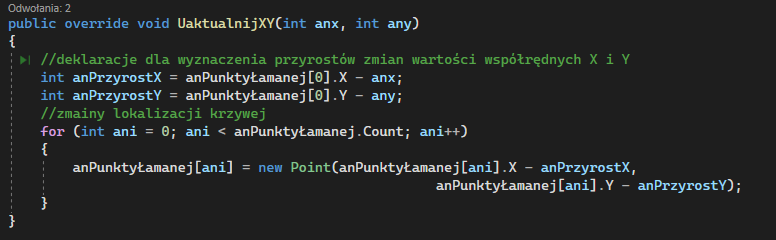 Odwołania: 2
public override void UaktualnijXY(int anx, int any)
{
//deklaracje dla wyznaczenia przyrostów zmian wartości współrędnych X i Y
int anPrzyrostX = anPunktyŁamanej[0].X - anx;
int anPrzyrostY = anPunktyŁamanej[0].Y - any;
//zmainy lokalizacji krzywej
for (int ani = 0; ani < anPunktyŁamanej.Count; ani++)
{
anPunktyŁamanej[ani] = new Point(anPunktyŁamanej[ani].X - anPrzyrostX,
anPunktyŁamanej[ani].Y - anPrzyrostY);
}
}